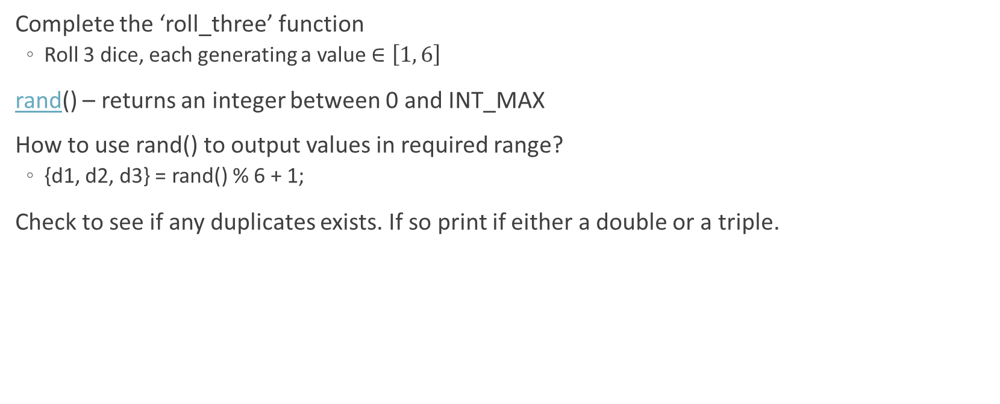 Complete the ‘roll_three’ function
◦ Roll 3 dice, each generating a value ∈ [1, 6]
rand() – returns an integer between 0 and INT_MAX
How to use rand() to output values in required range?
◦ {d1, d2, d3} = rand() % 6 + 1;
Check to see if any duplicates exists. If so print if either a double or a triple.